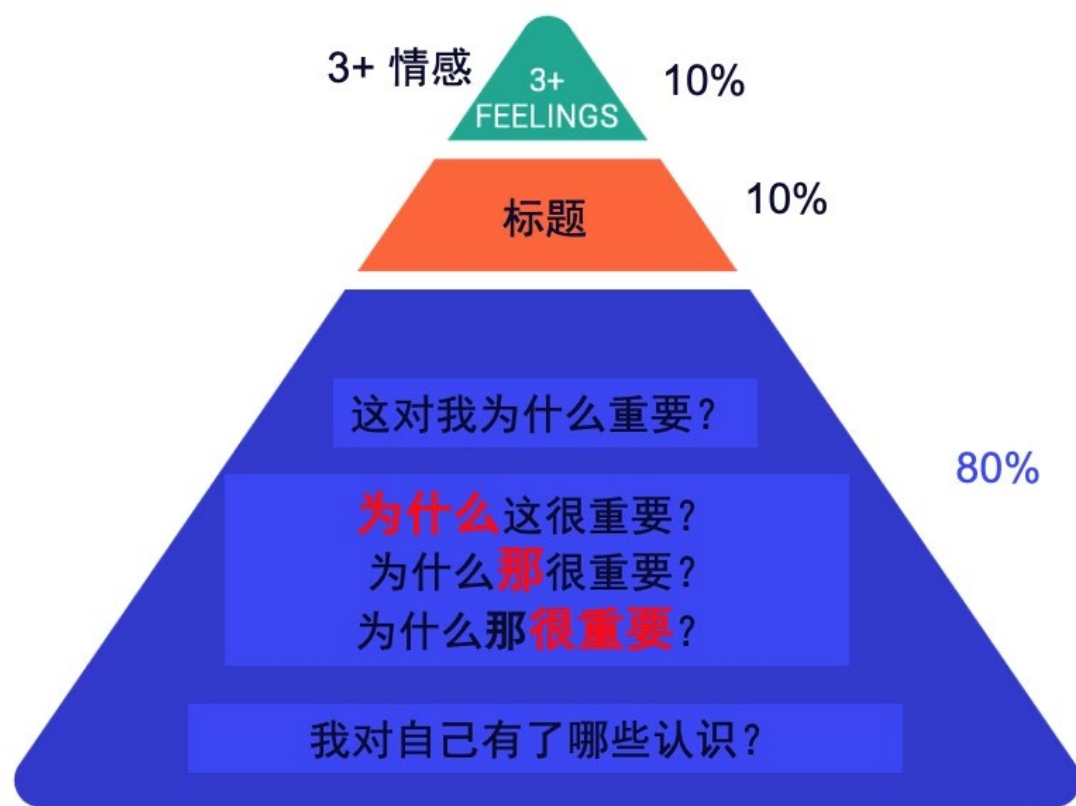 3+ 情感
3+
FEELINGS
10%
标题
10%
这对我为什么重要?
80%
为什么这很重要?
为什么那很重要?
为什么那很重要?
我对自己有了哪些认识?